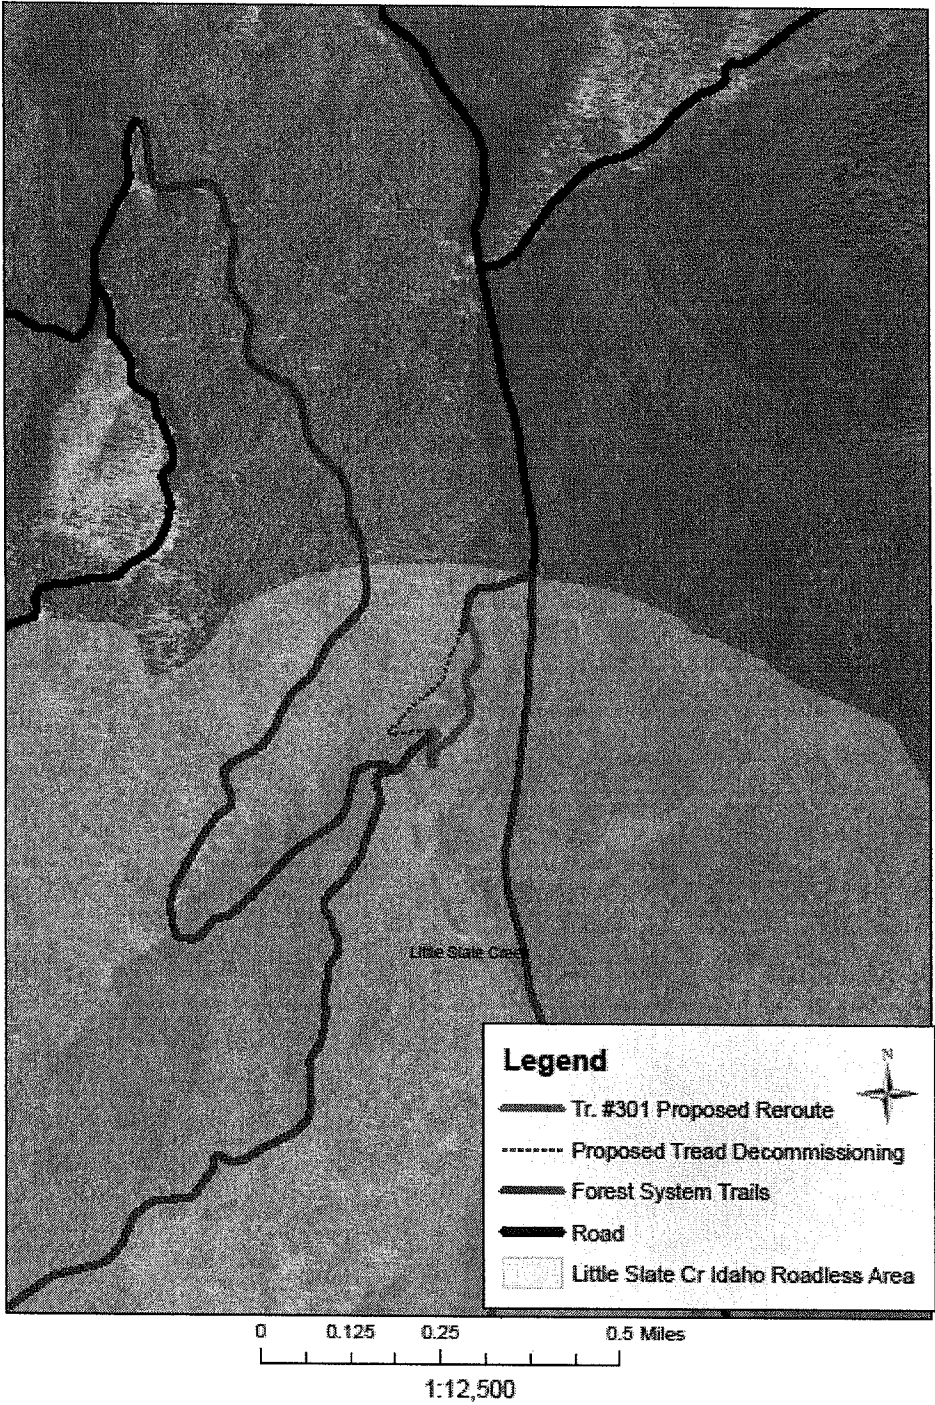 Little Slate Creek
Legend
N
Tr. #301 Proposed Reroute
Proposed Tread Decommissioning
Forest System Trails
Road
Little Slate Cr Idaho Roadless Area
0 0.125 0.25 0.5 Miles
1:12,500